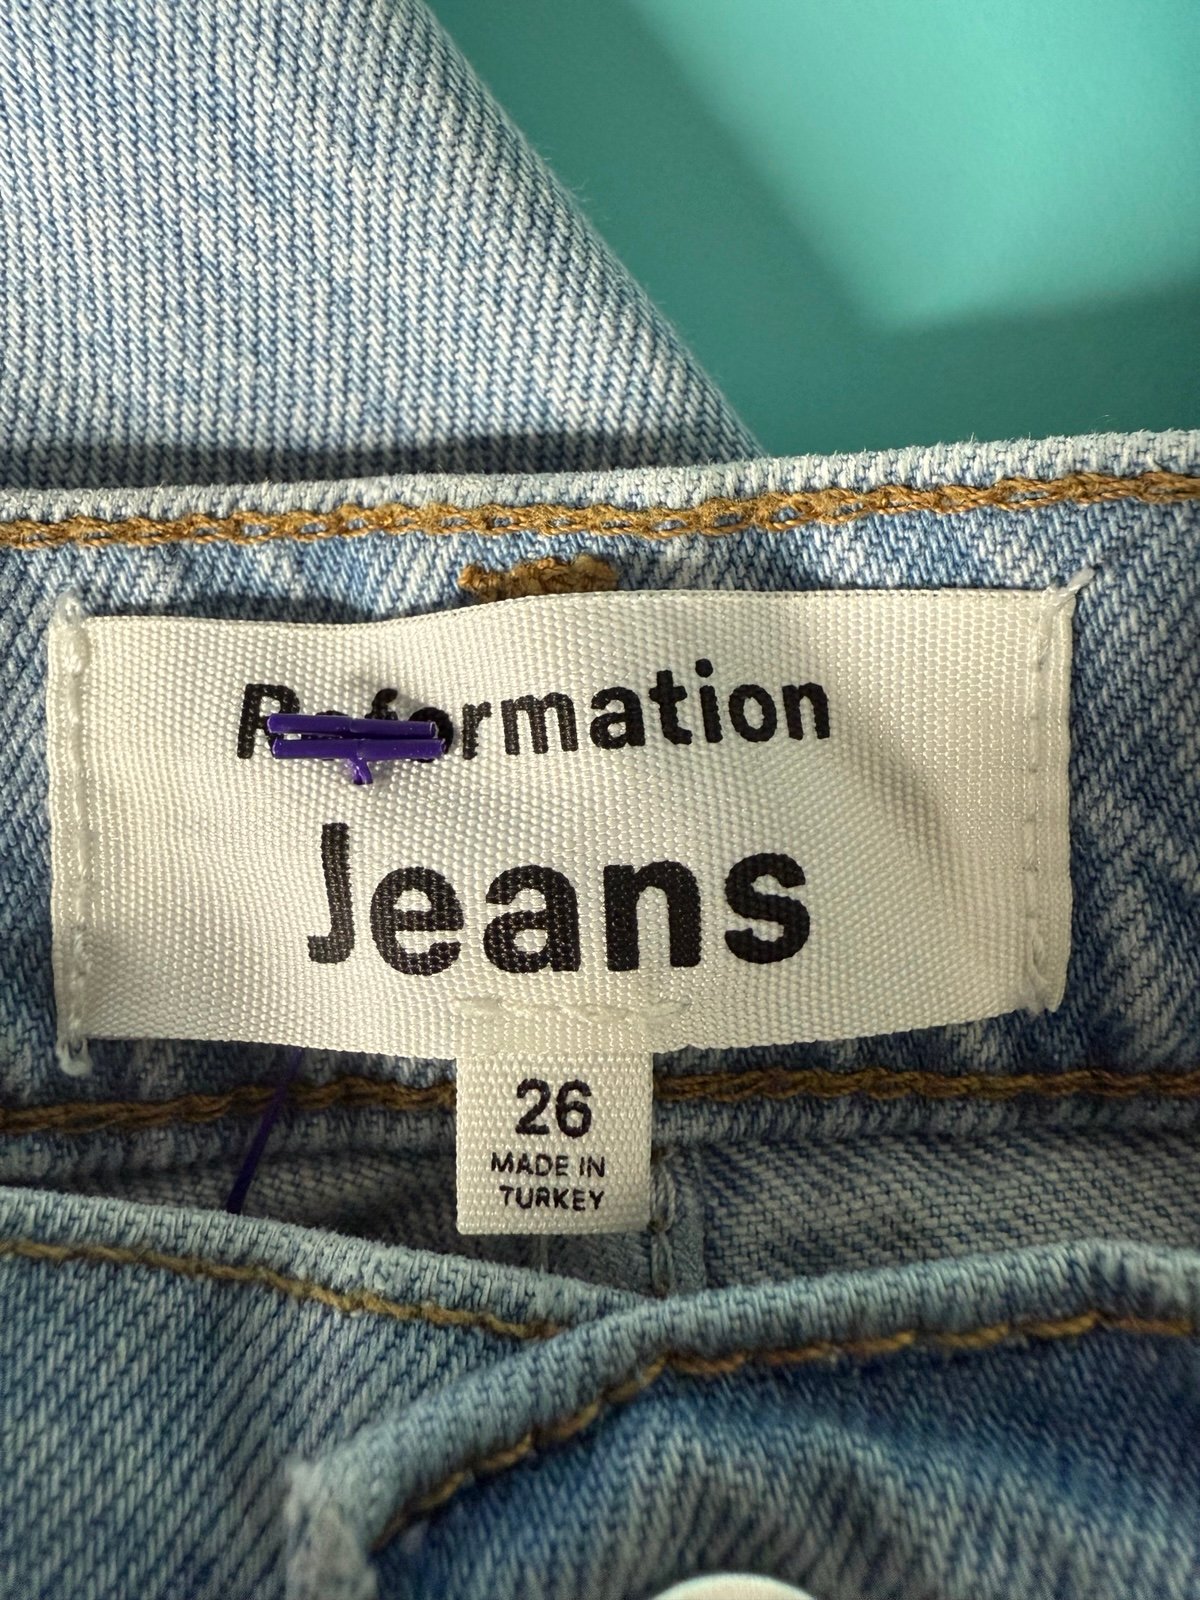 Reformation
Jeans
26
MADE IN
TURKEY